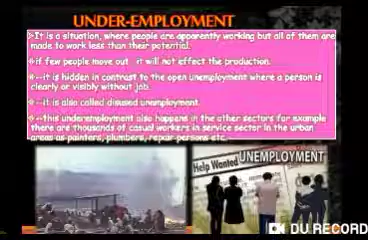 UNDER-EMPLOYMENT
It is a situation, where people are apparently working but all of them are
made to work less than their potential.
if few people move out it will not effect the production.
--it is hidden in contrast to the open unemployment where a person is
clearly or visibly without job.
--it is also called disused unemployment.
--this underemployment also happens in the other sectors for example
there are thousands of casual workers in service sector in the urban
areas as painters, plumbers, repair persons etc.
Help Wanted UNEMPLOYMENT
DU RECORD